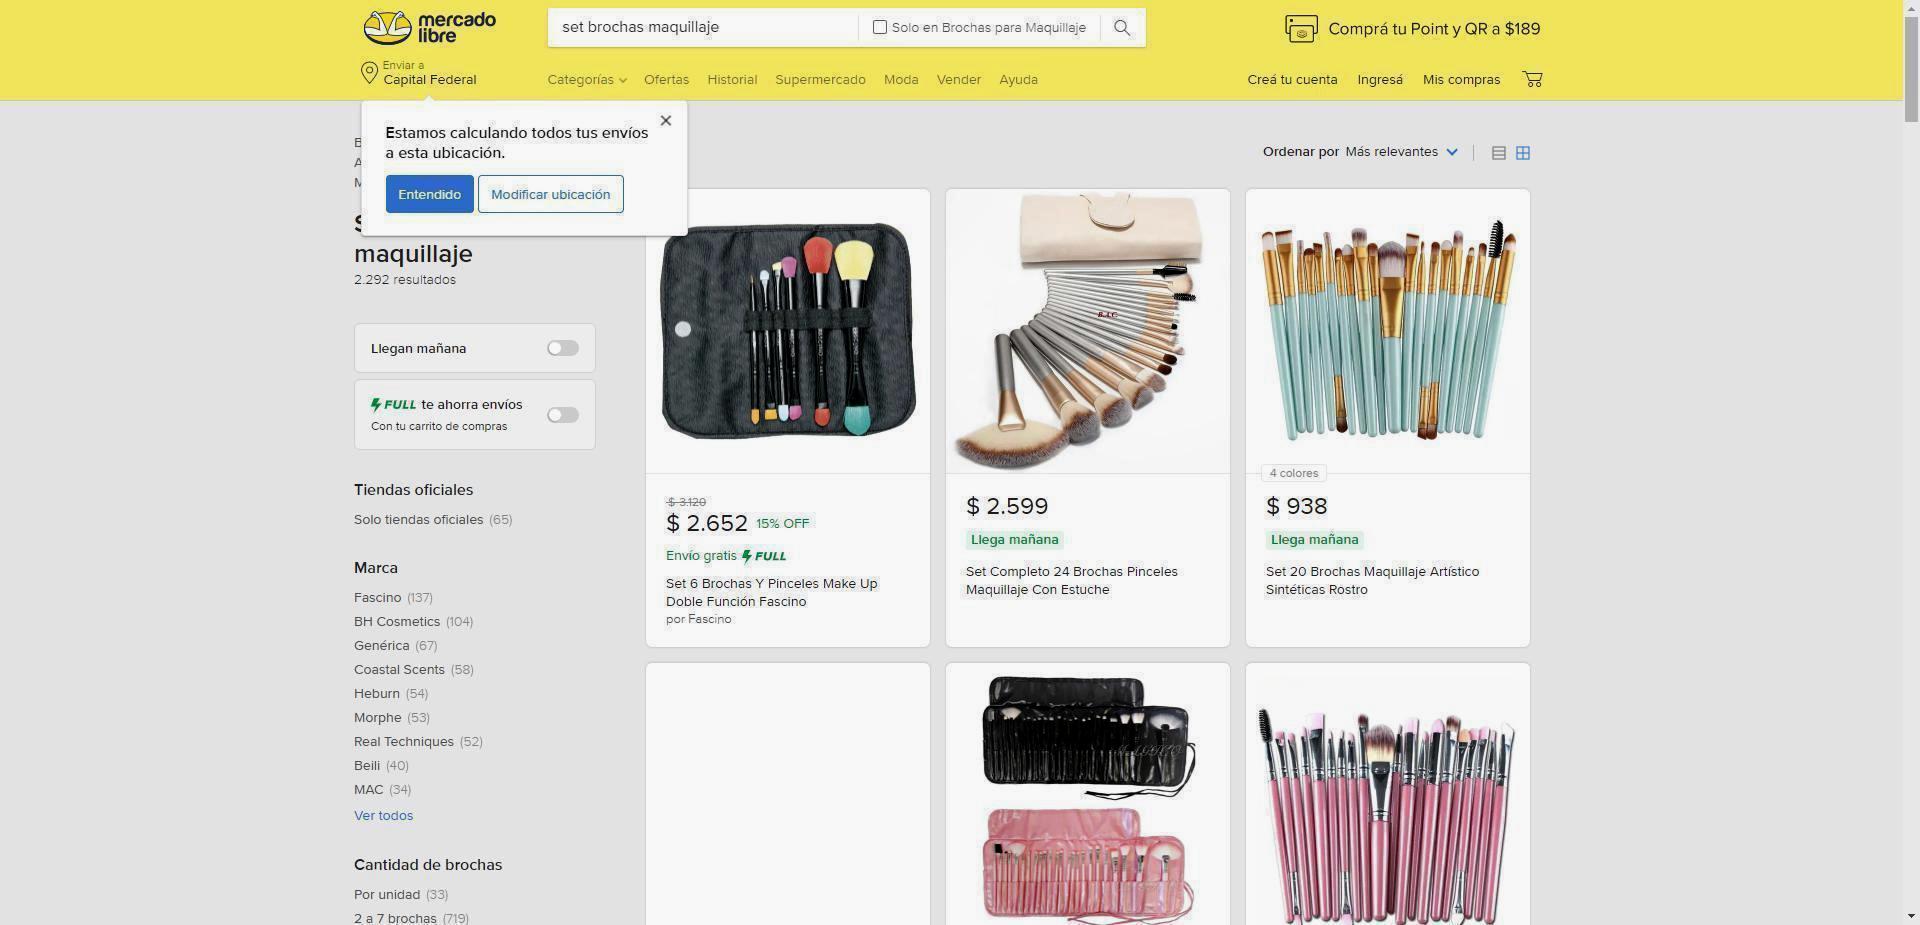 mercado
libre
set brochas maquillaje
Solo en Brochas para Maquillaje
Comprá tu Point y QR a $189
Enviar a
Capital Federal
Categorías
Ofertas
Historial
Supermercado
Moda
Vender
Ayuda
Creá tu cuenta
Ingresá
Mis compras
Estamos calculando todos tus envíos
a esta ubicación.
Entendido
Modificar ubicación
Ordenar por Más relevantes
maquillaje
2.292 resultados
Llegan mañana
FULL te ahorra envíos
Con tu carrito de compras
Tiendas oficiales
Solo tiendas oficiales (65)
Marca
Fascino (137)
BH Cosmetics (104)
Genérica (67)
Coastal Scents (58)
Heburn (54)
Morphe (53)
Real Techniques (52)
Beili (40)
MAC (34)
Ver todos
Cantidad de brochas
Por unidad (33)
2 a 7 brochas (719)
$ 3.120
$ 2.652 15% OFF
Envío gratis FULL
Set 6 Brochas Y Pinceles Make Up
Doble Función Fascino
por Fascino
$ 2.599
Llega mañana
Set Completo 24 Brochas Pinceles
Maquillaje Con Estuche
4 colores
$ 938
Llega mañana
Set 20 Brochas Maquillaje Artístico
Sintéticas Rostro